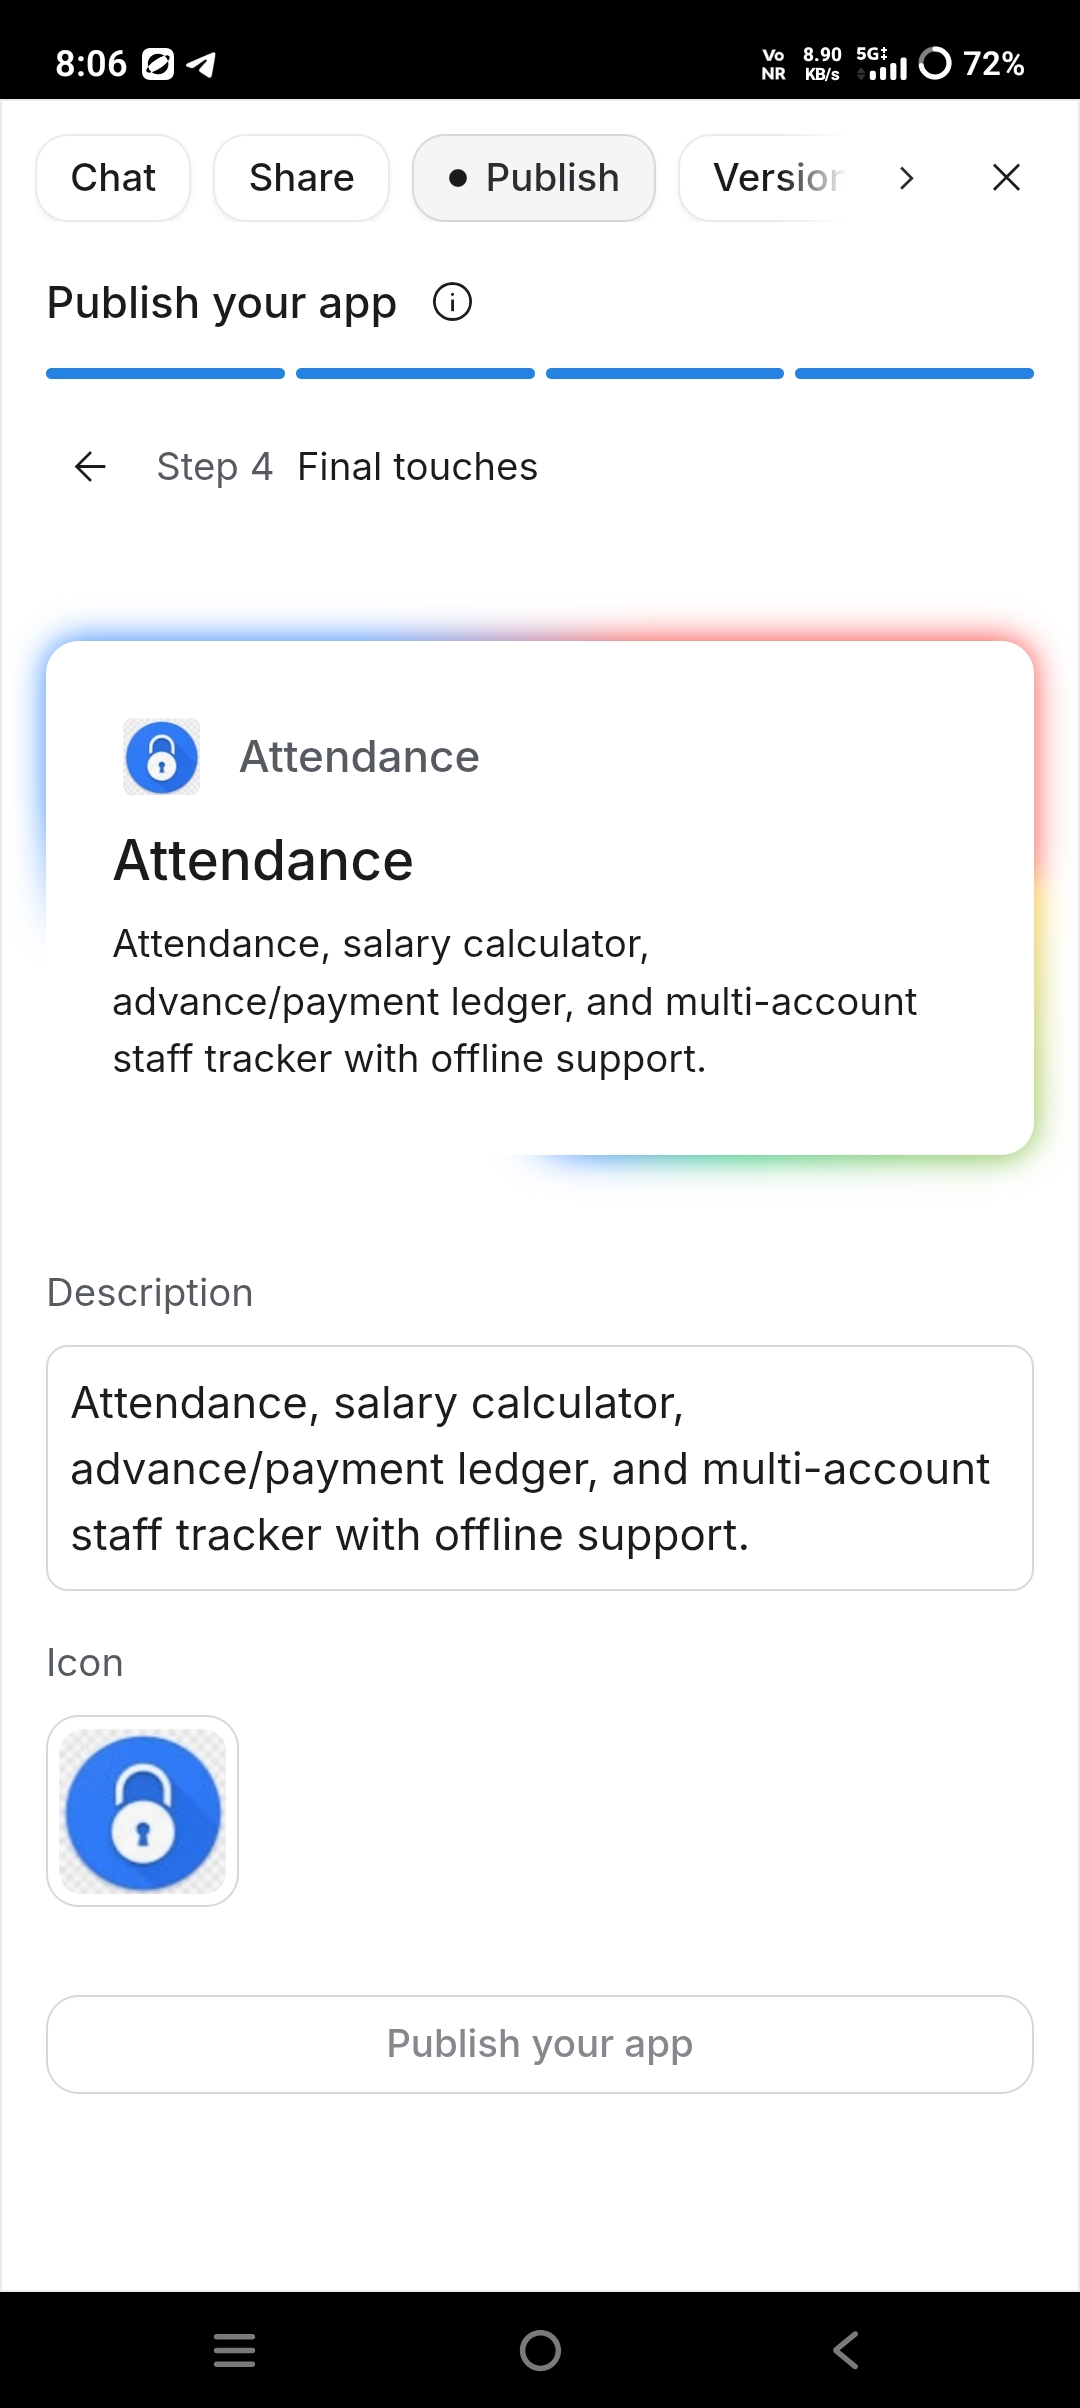 8:06
Vo NR 8.90 KB/s 5G 72%
Chat Share Publish Version
Publish your app
Step 4 Final touches
Attendance
Attendance
Attendance, salary calculator,
advance/payment ledger, and multi-account
staff tracker with offline support.
Description
Attendance, salary calculator,
advance/payment ledger, and multi-account
staff tracker with offline support.
Icon
Publish your app